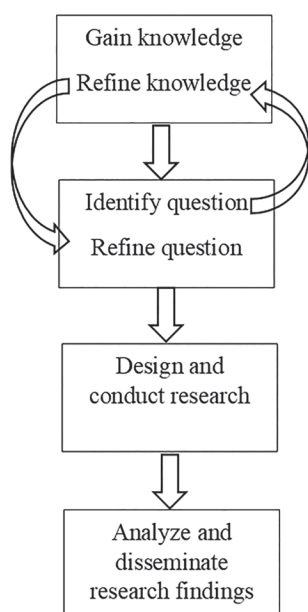 Gain knowledge
Refine knowledge
Identify question
Refine question
Design and
conduct research
Analyze and
disseminate
research findings